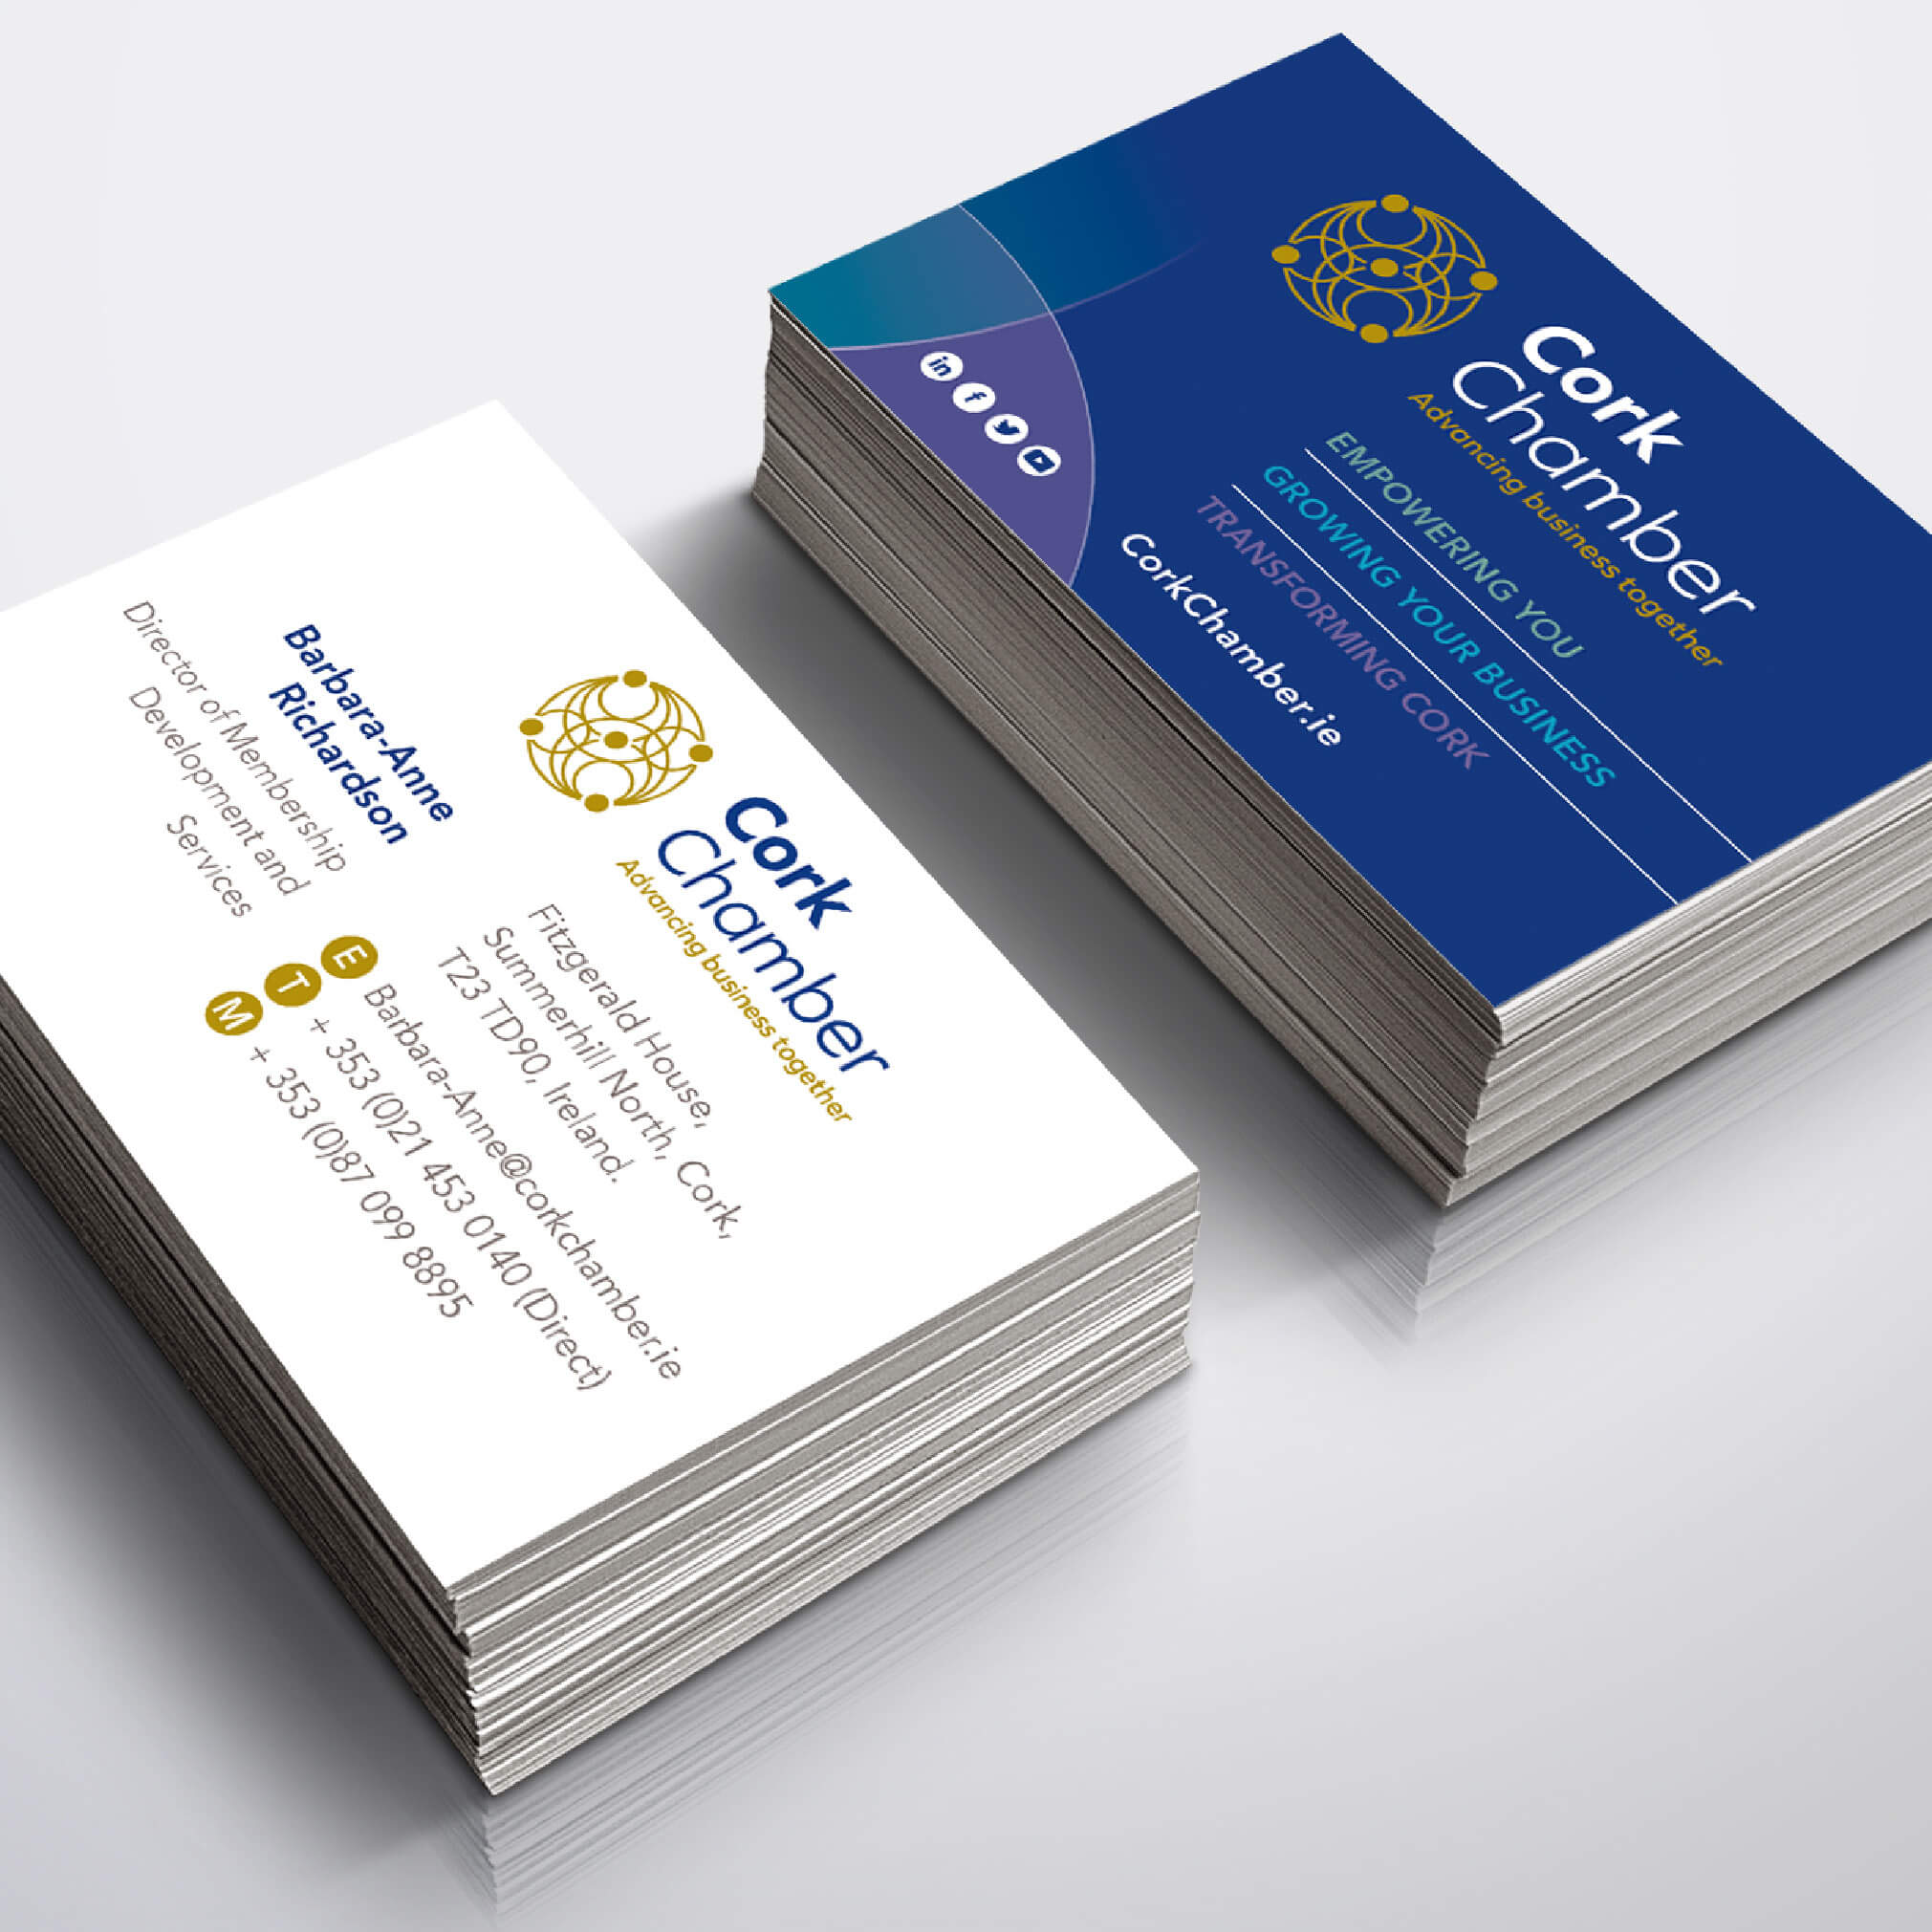 Cork
Chamber
Advancing business together
Barbara-Anne
Richardson
Director of Membership
Development and
Services
Fitzgerald House,
Summerhill North, Cork,
T23 TD90, Ireland.
E Barbara-Anne@corkchamber.ie
T + 353 (0)21 453 0140 (Direct)
M + 353 (0)87 099 8895
Cork
Chamber
Advancing business together
EMPOWERING YOU
GROWING YOUR BUSINESS
TRANSFORMING CORK
CorkChamber.ie
in
f